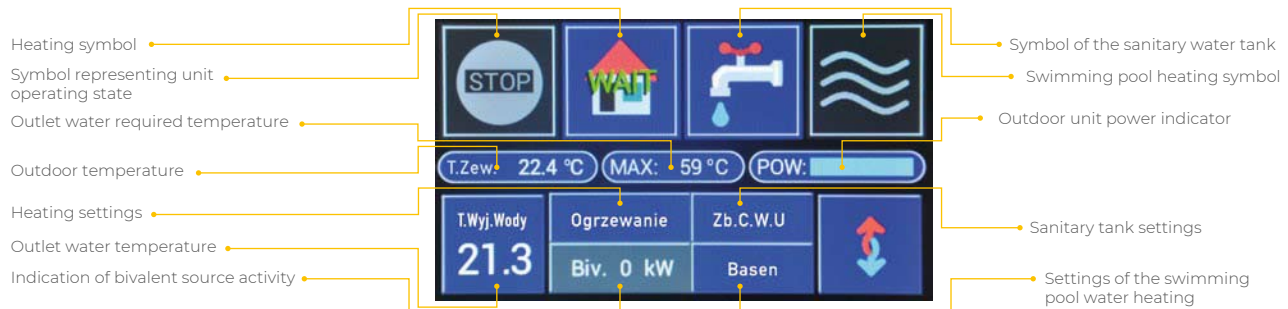 Heating symbol
Symbol representing unit
operating state
Outlet water required temperature
Outdoor temperature
Heating settings
Outlet water temperature
Indication of bivalent source activity
STOP
WAIT
T.Zew: 22.4 °C
MAX: 59 °C
POW:
T.Wyj.Wody
21.3
Ogrzewanie
Zb.C.W.U
Biv. 0 kW
Basen
Symbol of the sanitary water tank
Swimming pool heating symbol
Outdoor unit power indicator
Sanitary tank settings
Settings of the swimming
pool water heating